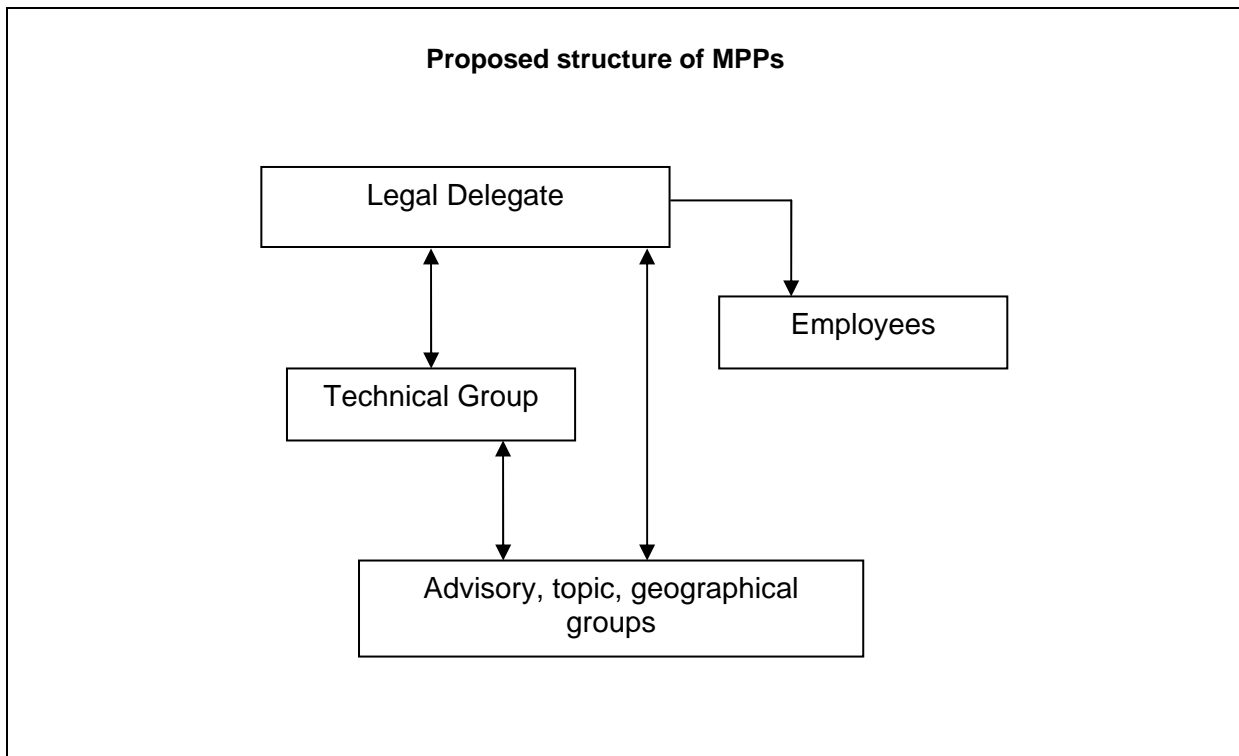 Proposed structure of MPPs
Legal Delegate
Employees
Technical Group
Advisory, topic, geographical
groups